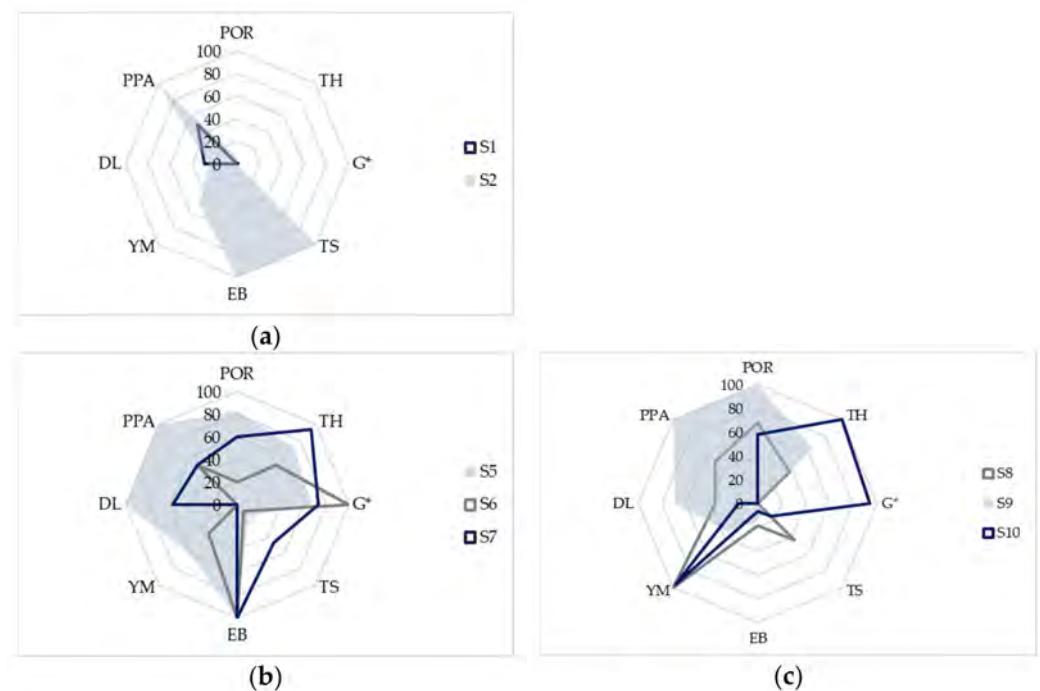 POR
100
PPA
80
TH
60
40
20
DL
0
G*
S1
S2
YM
TS
EB
(a)
POR
100
PPA
80
TH
60
40
20
DL
0
G*
S5
S6
S7
YM
TS
EB
(b)
POR
100
PPA
80
TH
60
40
20
DL
0
G*
S8
S9
S10
YM
TS
EB
(c)